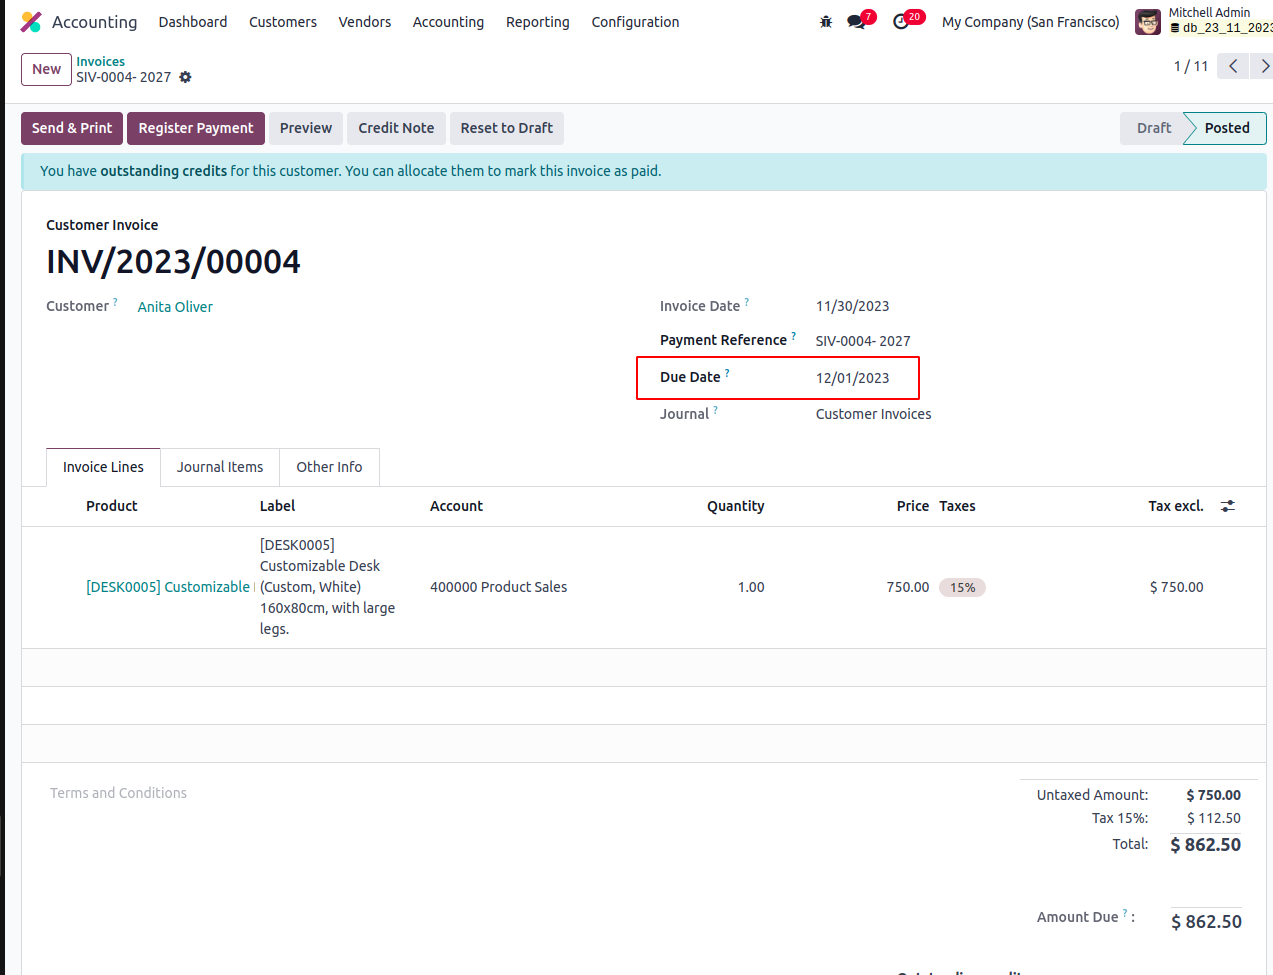 Accounting Dashboard Customers Vendors Accounting Reporting Configuration 7 20 My Company (San Francisco) Mitchell Admin
db_23_11_2023
New Invoices
SIV-0004- 2027 1 / 11
Send & Print Register Payment Preview Credit Note Reset to Draft Draft Posted
You have outstanding credits for this customer. You can allocate them to mark this invoice as paid.
Customer Invoice
INV/2023/00004
Customer ? Anita Oliver Invoice Date ? 11/30/2023
Payment Reference ? SIV-0004- 2027
Due Date ? 12/01/2023
Journal ? Customer Invoices
Invoice Lines Journal Items Other Info
Product Label Account Quantity Price Taxes Tax excl.
[DESK0005]
Customizable Desk
[DESK0005] Customizable (Custom, White) 400000 Product Sales 1.00 750.00 15% $ 750.00
160x80cm, with large
legs.
Terms and Conditions Untaxed Amount: $ 750.00
Tax 15%: $ 112.50
Total: $ 862.50
Amount Due ? : $ 862.50